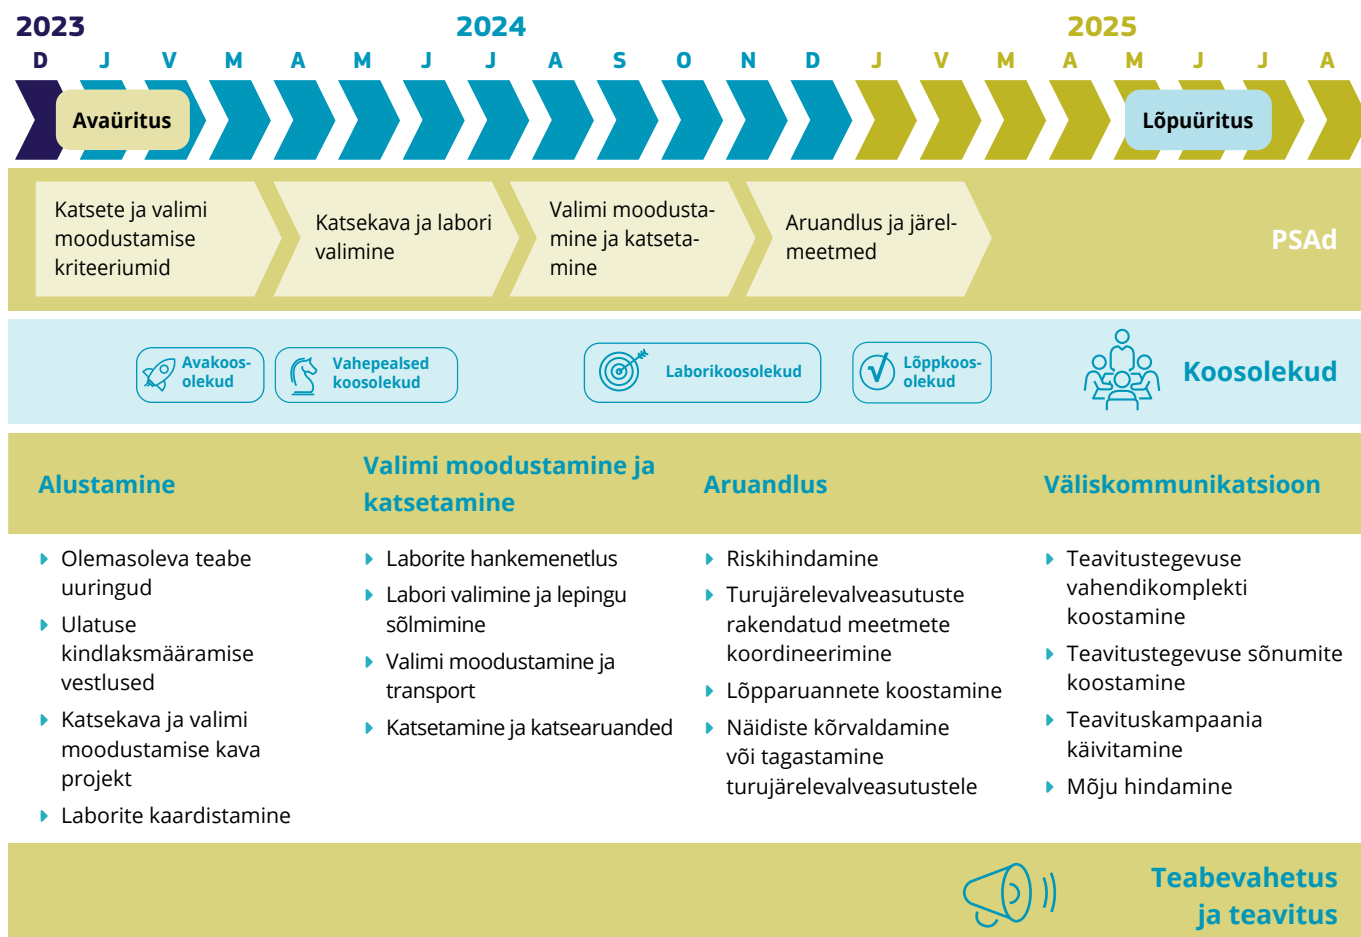 2023
2024
2025
D J V M A M J J A S O N D J V M A M J J A
Avaüritus
Lõpuüritus
Katsete ja valimi
moodustamise
kriteeriumid
Katsekava ja labori
valimine
Valimi moodusta-
mine ja katseta-
mine
Aruandlus ja järel-
meetmed
PSAd
Avakoos-
olekud
Vahepealsed
koosolekud
Laborikoosolekud
Lõppkoos-
olekud
Koosolekud
Alustamine
Olemasoleva teabe
uuringud
Ulatuse
kindlaksmääramise
vestlused
Katsekava ja valimi
moodustamise kava
projekt
Laborite kaardistamine
Valimi moodustamine ja
katsetamine
Laborite hankemenetlus
Labori valimine ja lepingu
sõlmimine
Valimi moodustamine ja
transport
Katsetamine ja katsearuanded
Aruandlus
Riskihindamine
Turujärelevalveasutuste
rakendatud meetmete
koordineerimine
Lõpparuannete koostamine
Näidiste kõrvaldamine
või tagastamine
turujärelevalveasutustele
Väliskommunikatsioon
Teavitustegevuse
vahendikomplekti
koostamine
Teavitustegevuse sõnumite
koostamine
Teavituskampaania
käivitamine
Mõju hindamine
Teabevahetus
ja teavitus